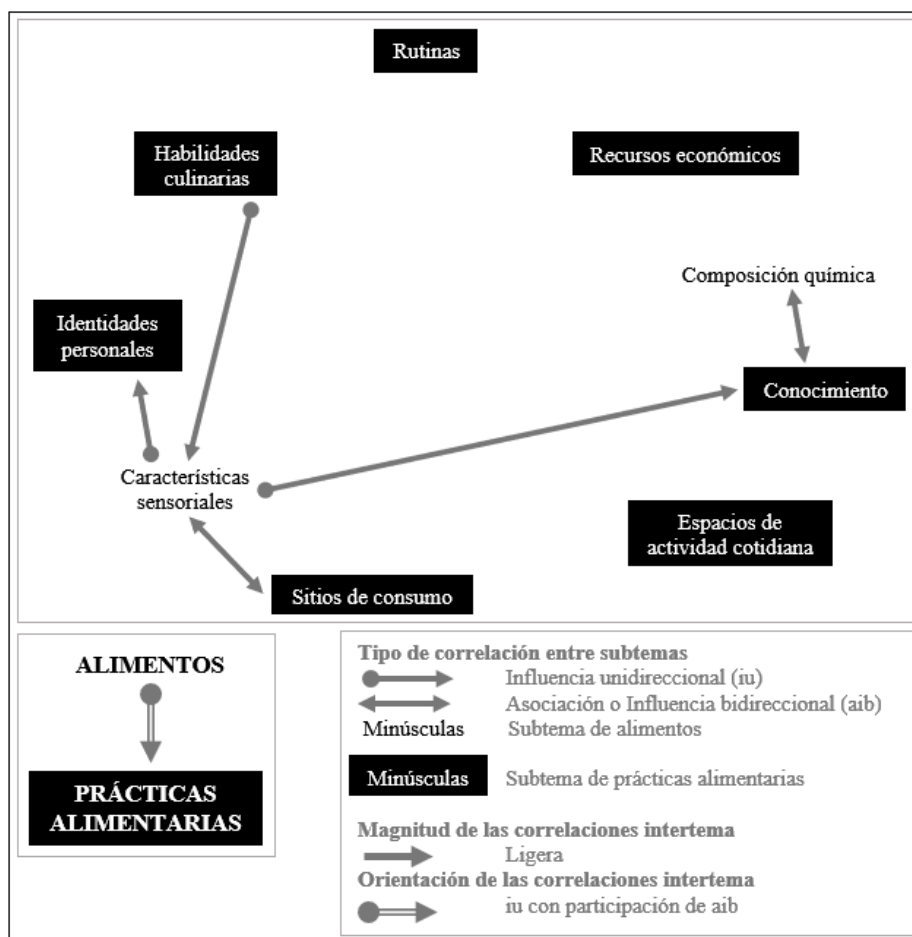 Rutinas
Habilidades
culinarias
Recursos económicos
Composición química
Identidades
personales
Conocimiento
Características
sensoriales
Espacios de
actividad cotidiana
Sitios de consumo
ALIMENTOS
PRÁCTICAS
ALIMENTARIAS
Tipo de correlación entre subtemas
Influencia unidireccional (iu)
Asociación o Influencia bidireccional (aib)
Minúsculas Subtema de alimentos
Minúsculas Subtema de prácticas alimentarias
Magnitud de las correlaciones intertema
Ligera
Orientación de las correlaciones intertema
iu con participación de aib